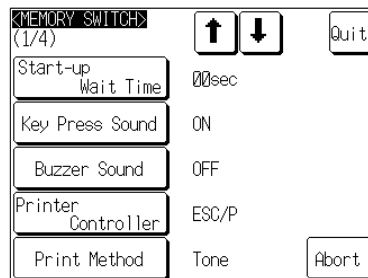 <MEMORY SWITCH>
(1/4)
Quit
Start-up
Wait Time
00sec
Key Press Sound
ON
Buzzer Sound
OFF
Printer
Controller
ESC/P
Print Method
Tone
Abort